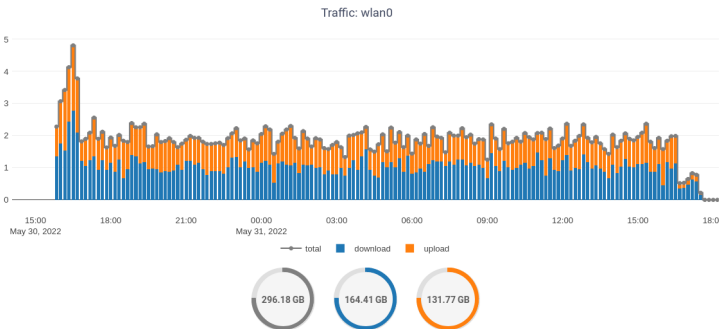 Traffic: wlan0
5
4
3
2
1
0
15:00 18:00 21:00 00:00 03:00 06:00 09:00 12:00 15:00 18:0
May 30, 2022 May 31, 2022
total download upload
296.18 GB 164.41 GB 131.77 GB